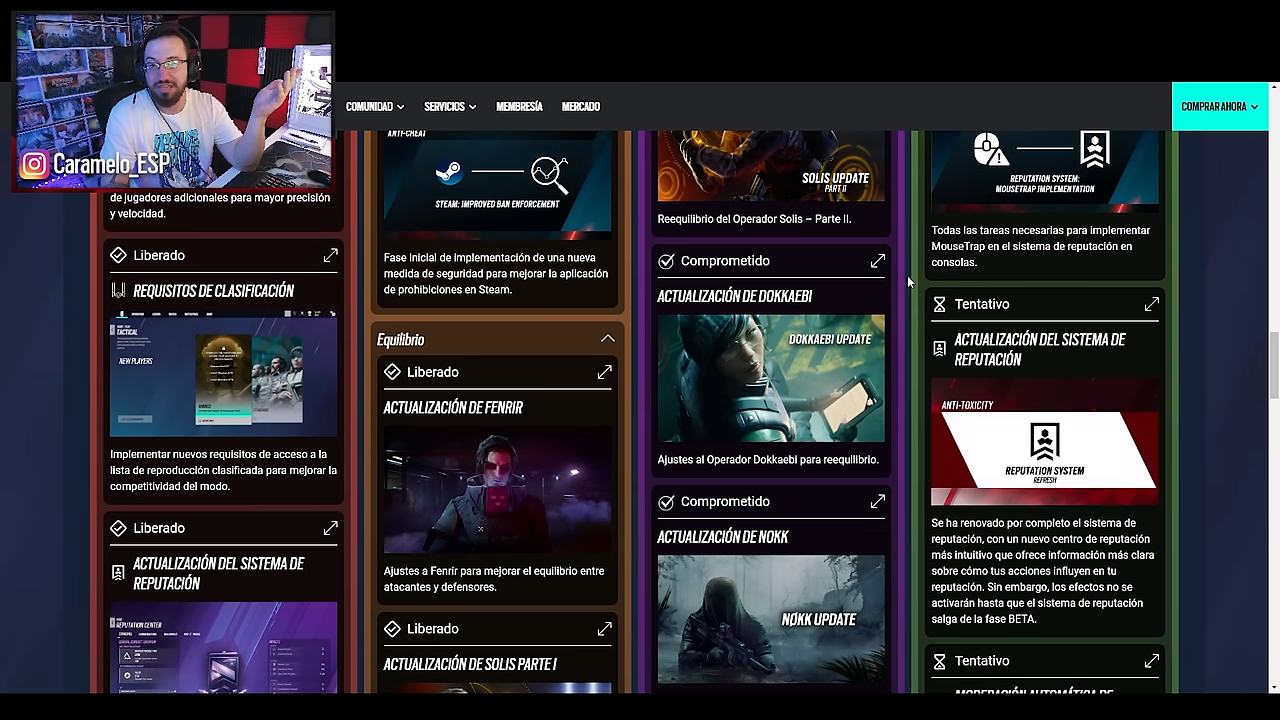 Caramelo_ESP
COMUNIDAD
SERVICIOS
MEMBRESÍA
MERCADO
COMPRAR AHORA
de jugadores adicionales para mayor precisión
y velocidad.
Liberado
REQUISITOS DE CLASIFICACIÓN
TACTICAL
NEW PLAYERS
Implementar nuevos requisitos de acceso a la
lista de reproducción clasificada para mejorar la
competitividad del modo.
Liberado
ACTUALIZACIÓN DEL SISTEMA DE
REPUTACIÓN
REPUTATION CENTER
ANTI-CHEAT
STEAM: IMPROVED BAN ENFORCEMENT
Fase inicial de implementación de una nueva
medida de seguridad para mejorar la aplicación
de prohibiciones en Steam.
Equilibrio
Liberado
ACTUALIZACIÓN DE FENRIR
Ajustes a Fenrir para mejorar el equilibrio entre
atacantes y defensores.
Liberado
ACTUALIZACIÓN DE SOLIS PARTE I
SOLIS UPDATE
PART II
Reequilibrio del Operador Solis – Parte II.
Comprometido
ACTUALIZACIÓN DE DOKKAEBI
DOKKAEBI UPDATE
Ajustes al Operador Dokkaebi para reequilibrio.
Comprometido
ACTUALIZACIÓN DE NOKK
NØKK UPDATE
REPUTATION SYSTEM:
MOUSETRAP IMPLEMENTATION
Todas las tareas necesarias para implementar
MouseTrap en el sistema de reputación en
consolas.
Tentativo
ACTUALIZACIÓN DEL SISTEMA DE
REPUTACIÓN
ANTI-TOXICITY
REPUTATION SYSTEM
REFRESH
Se ha renovado por completo el sistema de
reputación, con un nuevo centro de reputación
más intuitivo que ofrece información más clara
sobre cómo tus acciones influyen en tu
reputación. Sin embargo, los efectos no se
activarán hasta que el sistema de reputación
salga de la fase BETA.
Tentativo
MODERACIÓN AUTOMÁTICA DE